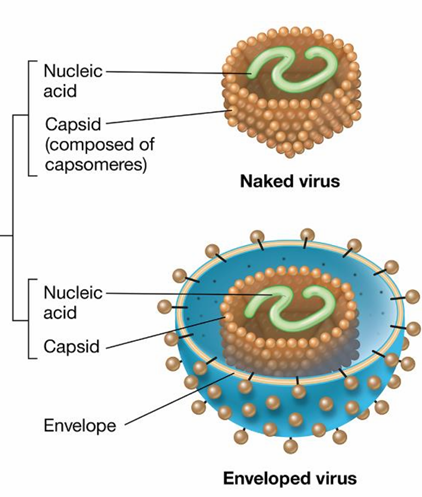 Nucleic
acid
Capsid
(composed of
capsomeres)
Naked virus
Nucleic
acid
Capsid
Envelope
Enveloped virus